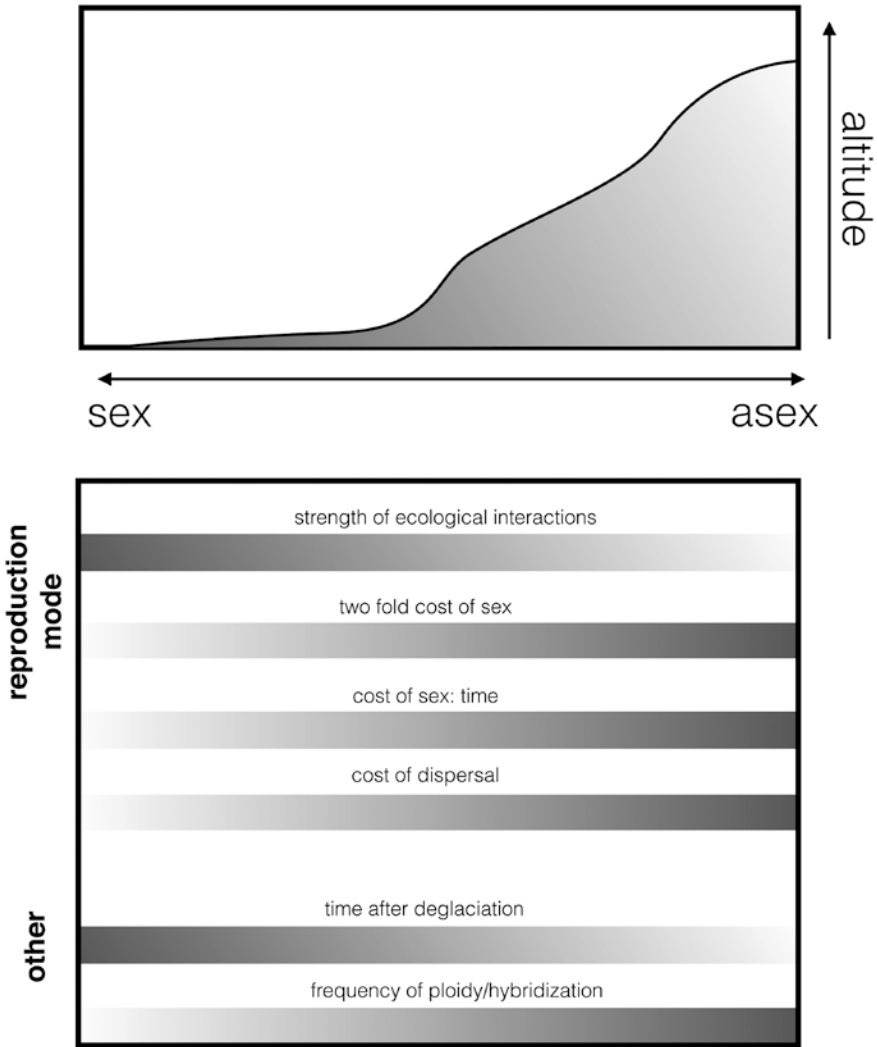 altitude
sex
asex
reproduction
mode
strength of ecological interactions
two fold cost of sex
cost of sex: time
cost of dispersal
other
time after deglaciation
frequency of ploidy/hybridization